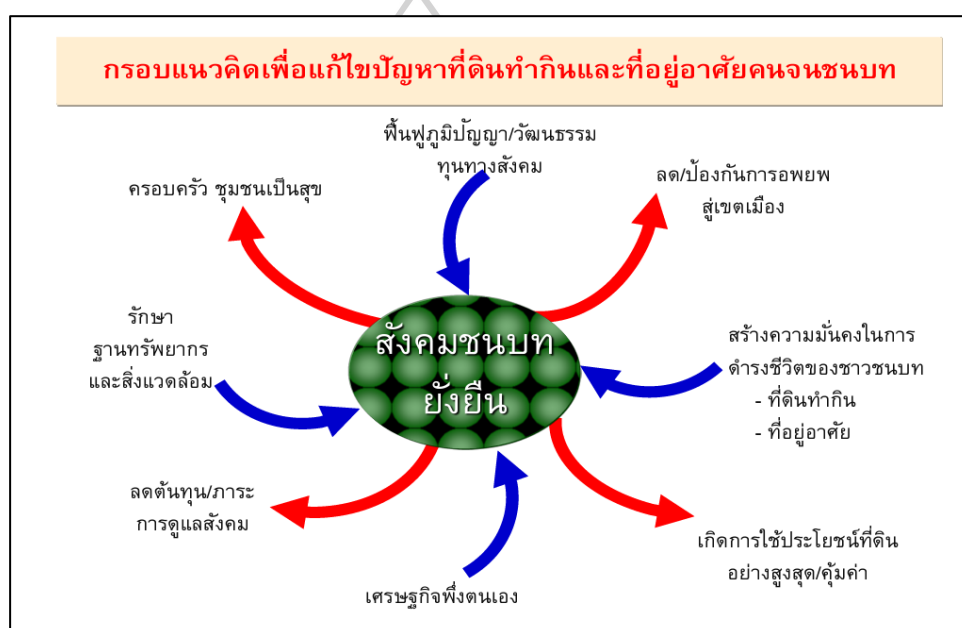 กรอบแนวคิดเพื่อแก้ไขปัญหาที่ดินทำกินและที่อยู่อาศัยคนจนชนบท
ฟื้นฟูภูมิปัญญา/วัฒนธรรม
ทุนทางสังคม
ครอบครัว ชุมชนเป็นสุข
ลด/ป้องกันการอพยพ
สู่เขตเมือง
รักษา
ฐานทรัพยากร
และสิ่งแวดล้อม
สังคมชนบท
ยั่งยืน
สร้างความมั่นคงในการ
ดำรงชีวิตของชาวชนบท
- ที่ดินทำกิน
- ที่อยู่อาศัย
ลดต้นทุน/ภาระ
การดูแลสังคม
เกิดการใช้ประโยชน์ที่ดิน
อย่างสูงสุด/คุ้มค่า
เศรษฐกิจพึ่งตนเอง